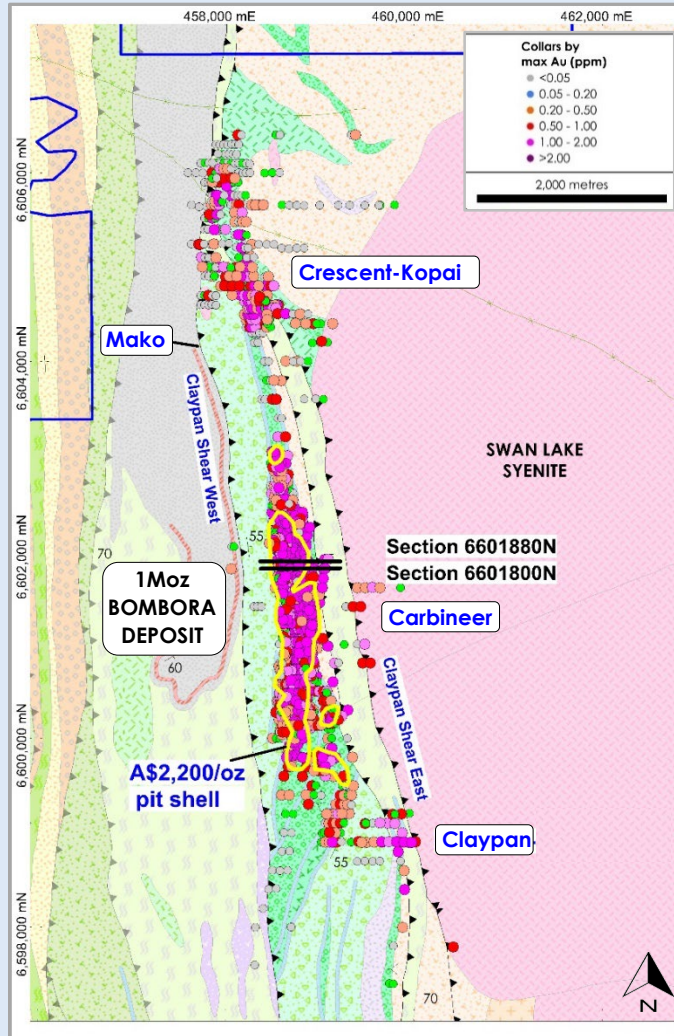 458,000 mE
460,000 mE
462,000 mE
Collars by
max Au (ppm)
<0.05
0.05 - 0.20
0.20 - 0.50
0.50 - 1.00
1.00 - 2.00
>2.00
2,000 metres
6,606,000 mN
6,604,000 mN
6,602,000 mN
6,600,000 mN
6,598,000 mN
Crescent-Kopai
Mako
Claypan Shear West
SWAN LAKE
SYENITE
55
70
Section 6601880N
Section 6601800N
1Moz
BOMBORA
DEPOSIT
60
Carbineer
Claypan Shear East
A$2,200/oz
pit shell
Claypan
55
70
N